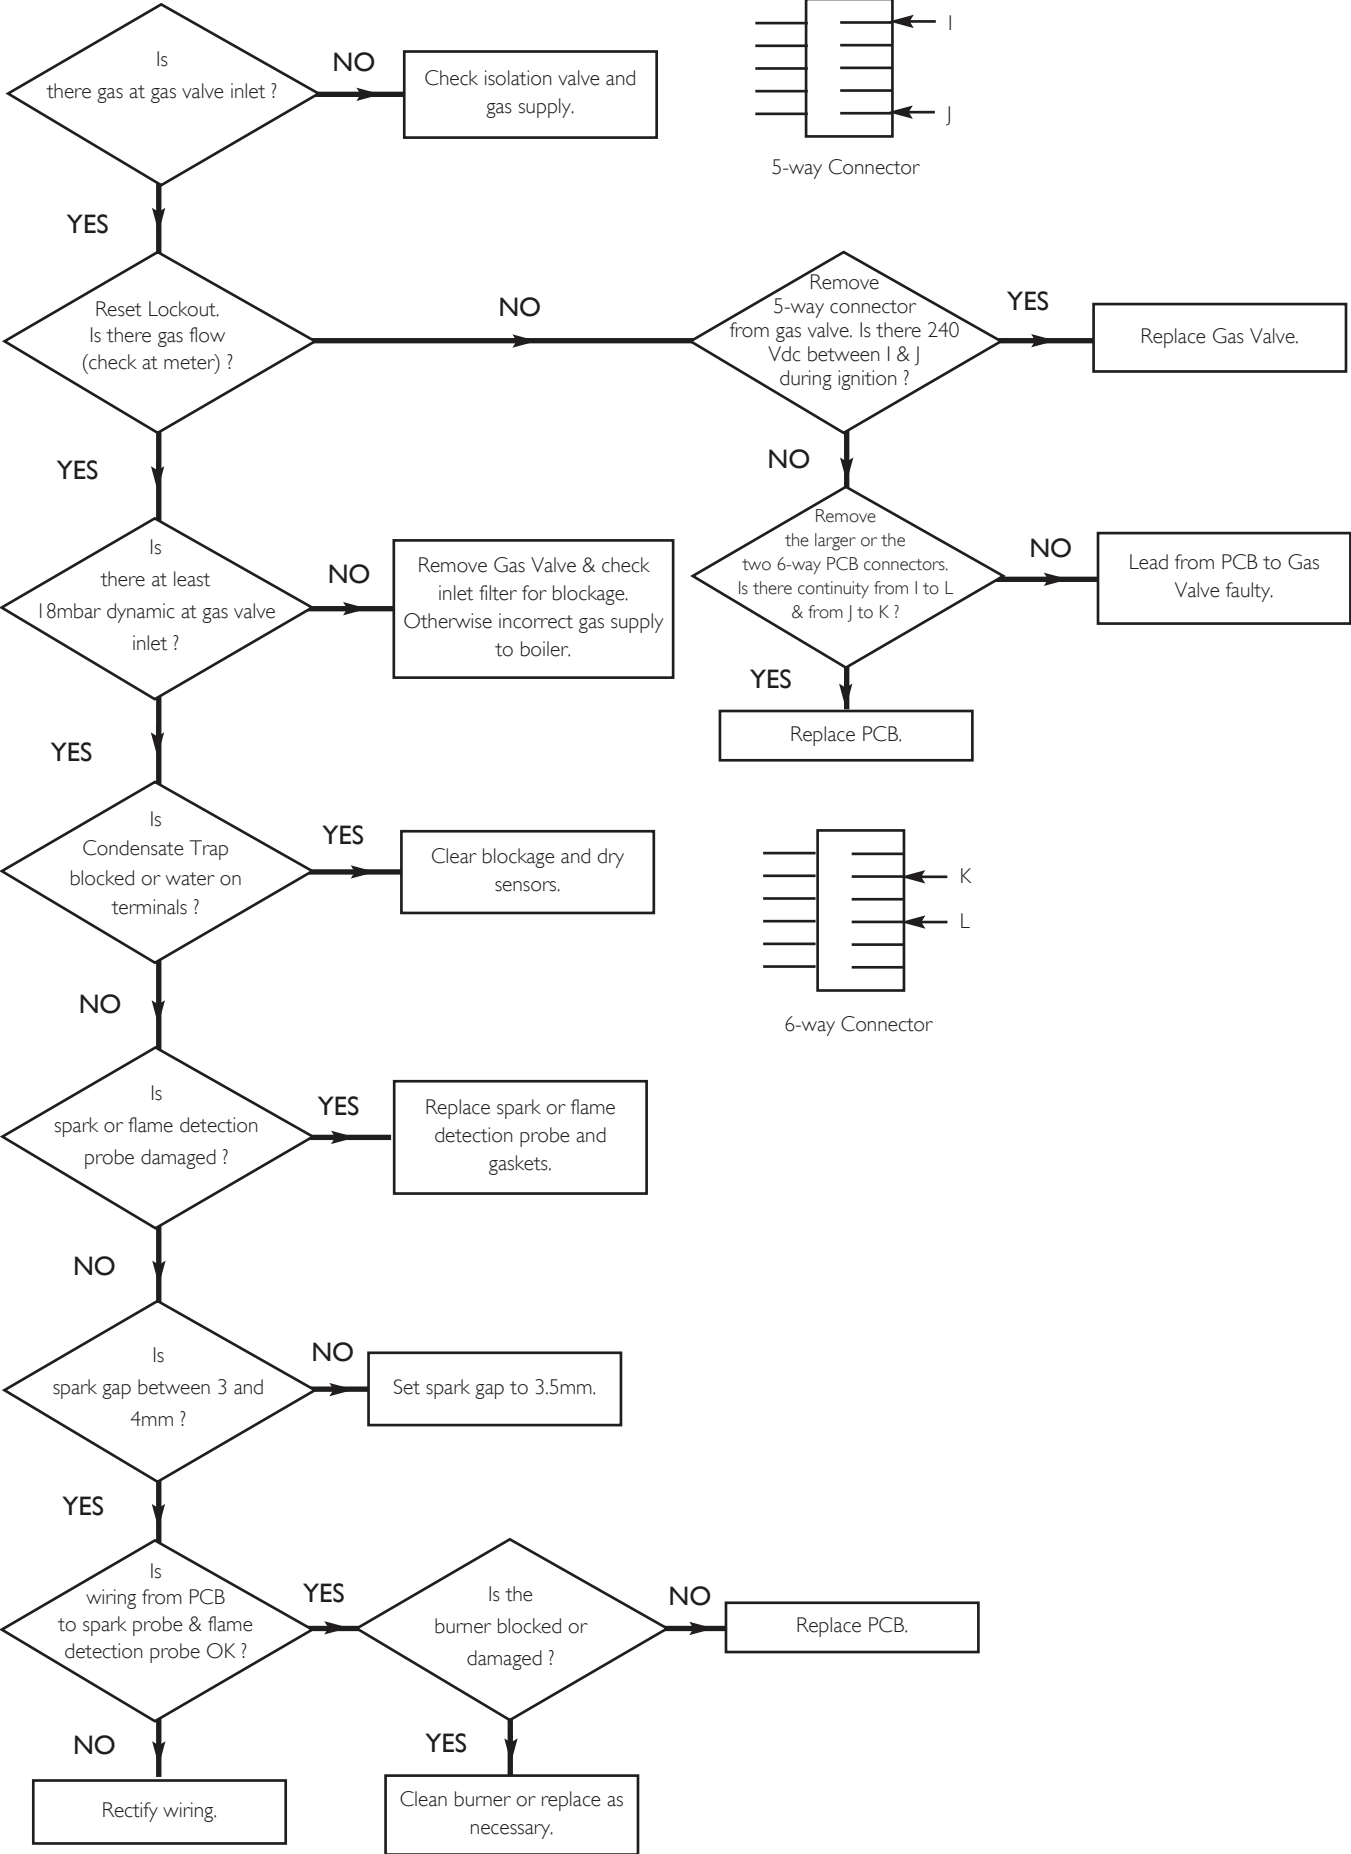 Is
there gas at gas valve inlet ?
NO
Check isolation valve and
gas supply.
I
J
5-way Connector
YES
Reset Lockout.
Is there gas flow
(check at meter) ?
NO
Remove
5-way connector
from gas valve. Is there 240
Vdc between I & J
during ignition ?
YES
Replace Gas Valve.
YES
NO
Is
there at least
18mbar dynamic at gas valve
inlet ?
NO
Remove Gas Valve & check
inlet filter for blockage.
Otherwise incorrect gas supply
to boiler.
Remove
the larger or the
two 6-way PCB connectors.
Is there continuity from I to L
& from J to K ?
NO
Lead from PCB to Gas
Valve faulty.
YES
Replace PCB.
YES
Is
Condensate Trap
blocked or water on
terminals ?
YES
Clear blockage and dry
sensors.
K
L
6-way Connector
NO
Is
spark or flame detection
probe damaged ?
YES
Replace spark or flame
detection probe and
gaskets.
NO
Is
spark gap between 3 and
4mm ?
NO
Set spark gap to 3.5mm.
YES
Is
wiring from PCB
to spark probe & flame
detection probe OK ?
YES
Is the
burner blocked or
damaged ?
NO
Replace PCB.
NO
Rectify wiring.
YES
Clean burner or replace as
necessary.